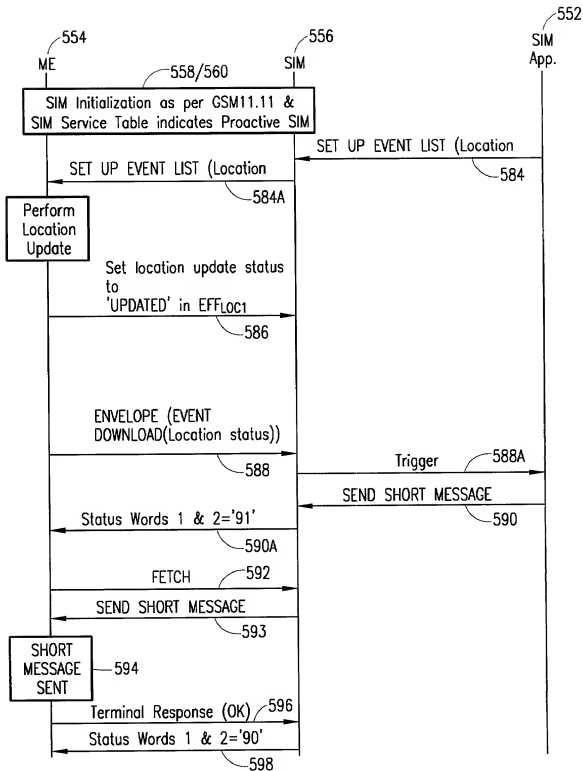 552
554
556
ME
SIM
SIM
App.
558/560
SIM Initialization as per GSM11.11 &
SIM Service Table indicates Proactive SIM
SET UP EVENT LIST (Location
584
SET UP EVENT LIST (Location
584A
Perform
Location
Update
Set location update status
to
'UPDATED' in EFFLOC1
586
ENVELOPE (EVENT
DOWNLOAD(Location status))
588
Trigger
588A
SEND SHORT MESSAGE
590
Status Words 1 & 2='91'
590A
FETCH
592
SEND SHORT MESSAGE
593
SHORT
MESSAGE
SENT
594
Terminal Response (OK)
596
Status Words 1 & 2='90'
598